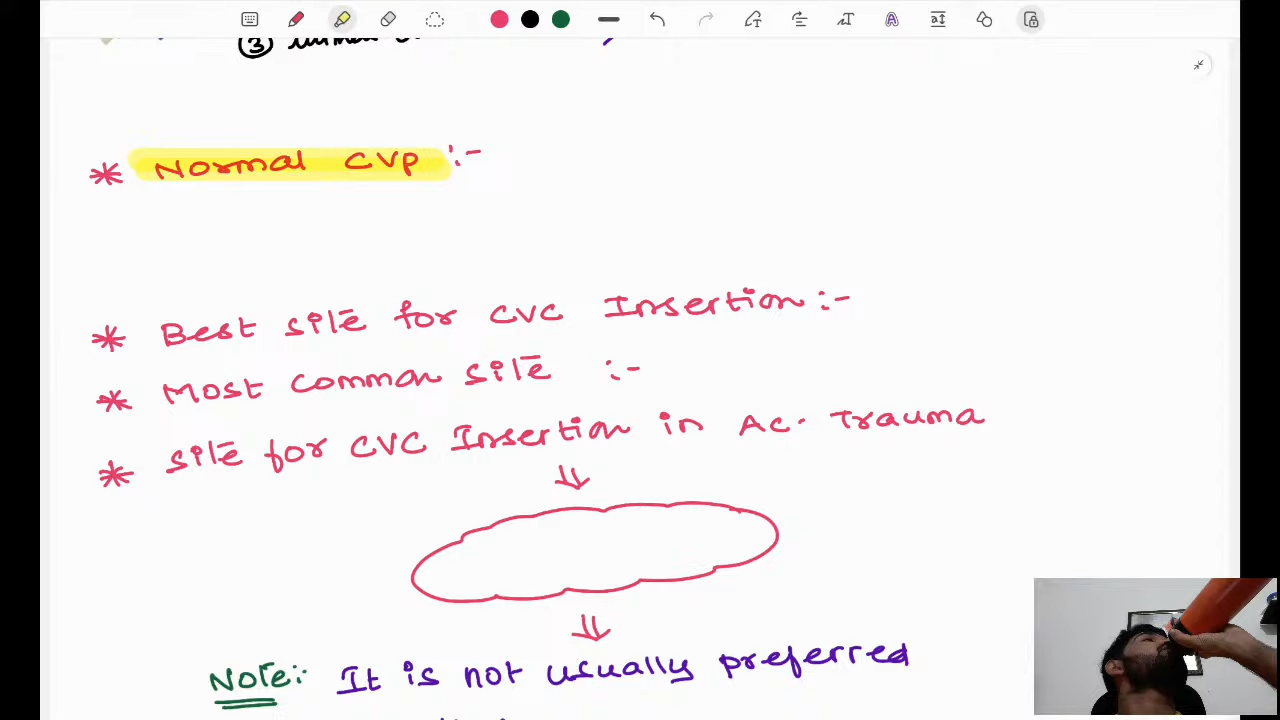 ③
* Normal CVP :-
* Best site for CVC Insertion :-
* Most common site :-
* site for CVC Insertion in Ac. Trauma
Note:- It is not usually preferred